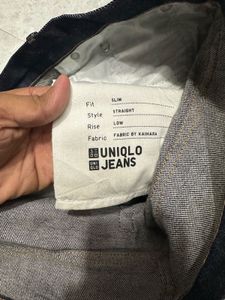 Fit SLIM
Style STRAIGHT
Rise LOW
Fabric FABRIC BY KAIHARA
UNIQLO
JEANS